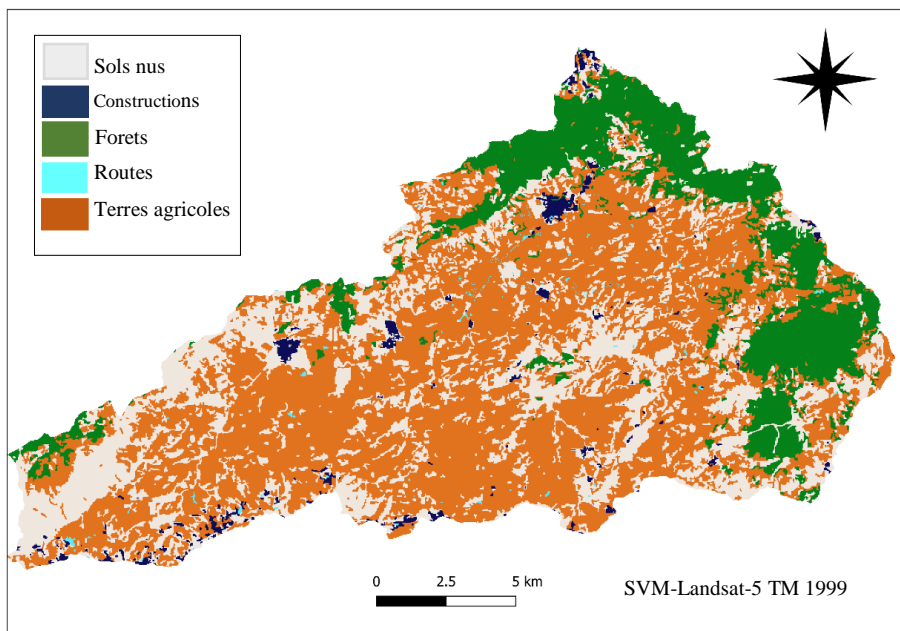 Sols nus
Constructions
Forets
Routes
Terres agricoles
0 2.5 5 km
SVM-Landsat-5 TM 1999